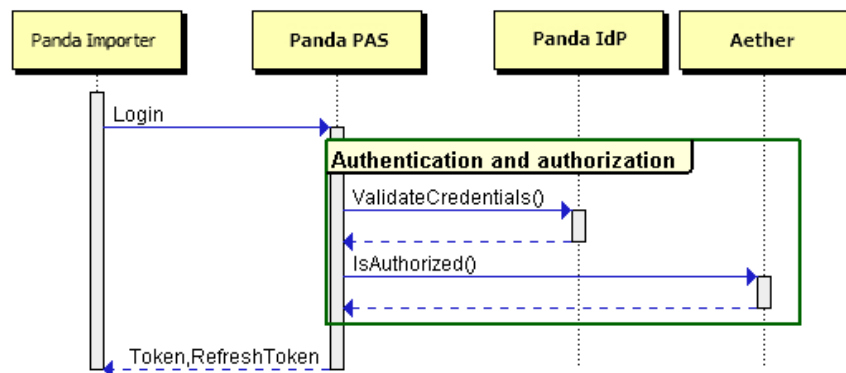 Panda Importer
Panda PAS
Panda IdP
Aether
Login
Authentication and authorization
ValidateCredentials()
IsAuthorized()
Token,RefreshToken